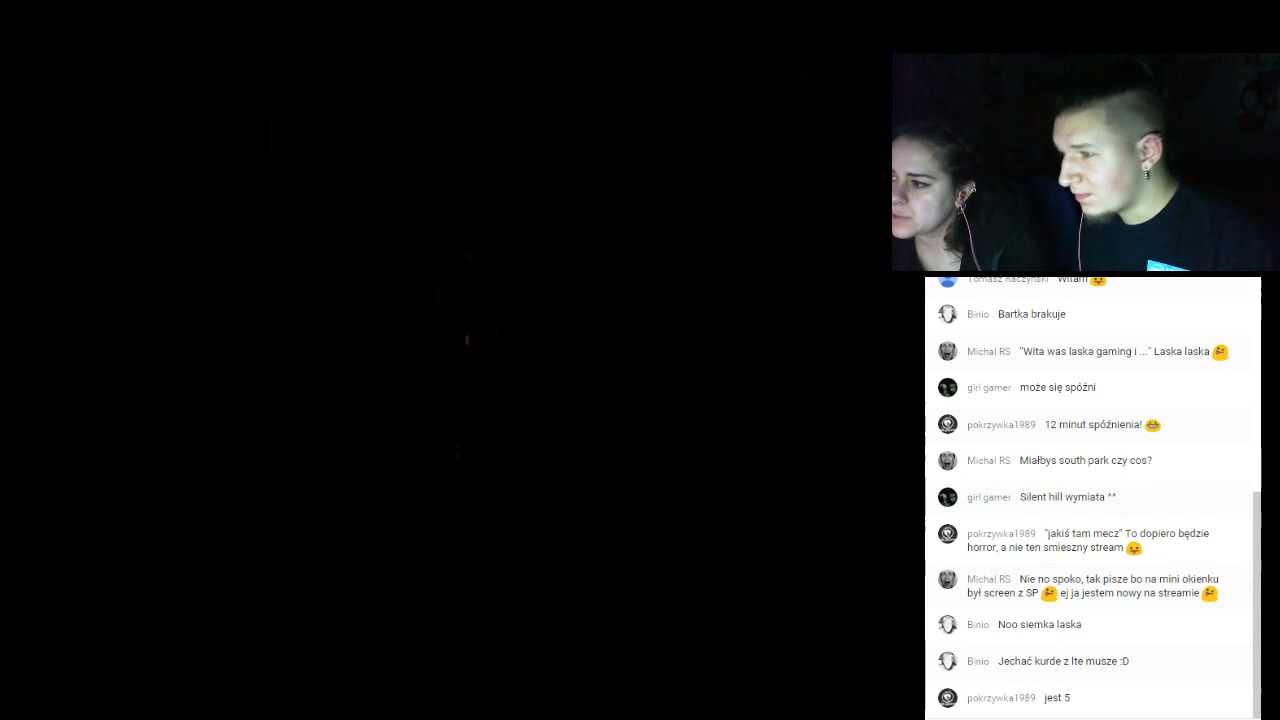 Tomasz Raczyński Witam
Binio Bartka brakuje
Michal RS "Wita was laska gaming i ..." Laska laska
girl gamer może się spóźni
pokrzywka1989 12 minut spóźnienia!
Michal RS Miałbys south park czy cos?
girl gamer Silent hill wymiata ^^
pokrzywka1989 "jakiś tam mecz" To dopiero będzie
horror, a nie ten smieszny stream
Michal RS Nie no spoko, tak pisze bo na mini okienku
był screen z SP ej ja jestem nowy na streamie
Binio Noo siemka laska
Binio Jechać kurde z lte musze :D
pokrzywka1989 jest 5